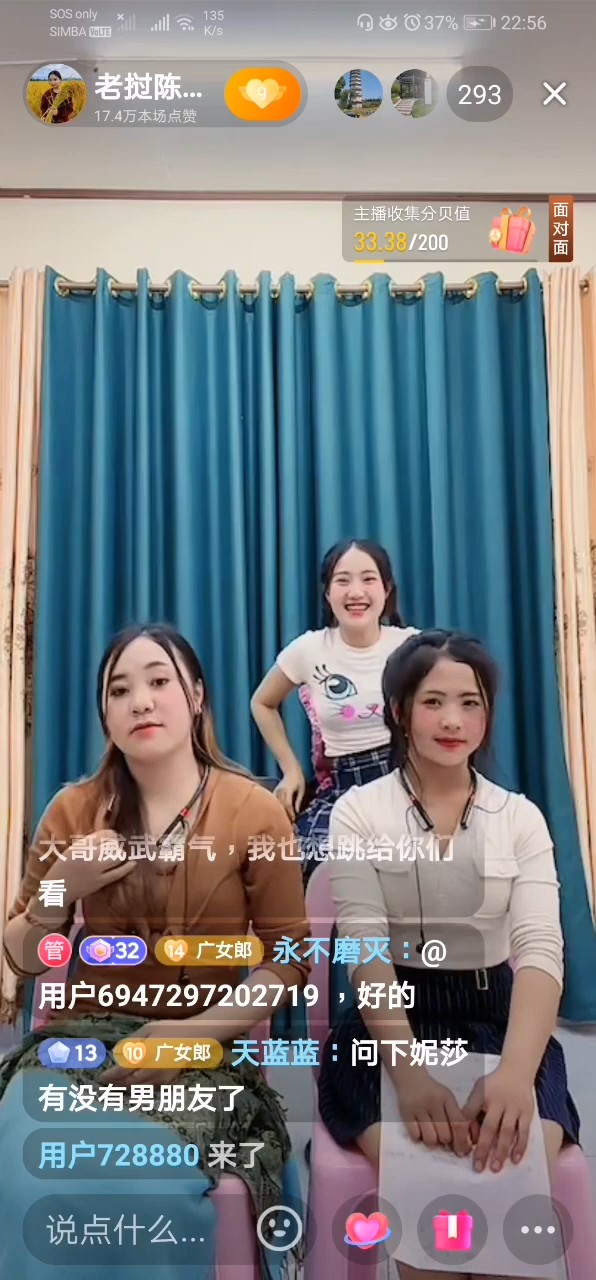 SOS only
SIMBA VoLTE
135 K/s
37%
22:56
老挝陈...
17.4万本场点赞
9
293
主播收集分贝值
33.38/200
面对面
大哥威武霸气，我也想跳给你们
看
管 32 14 广女郎 永不磨灭：@
用户6947297202719 ，好的
13 10 广女郎 天蓝蓝：问下妮莎
有没有男朋友了
用户728880 来了
说点什么...